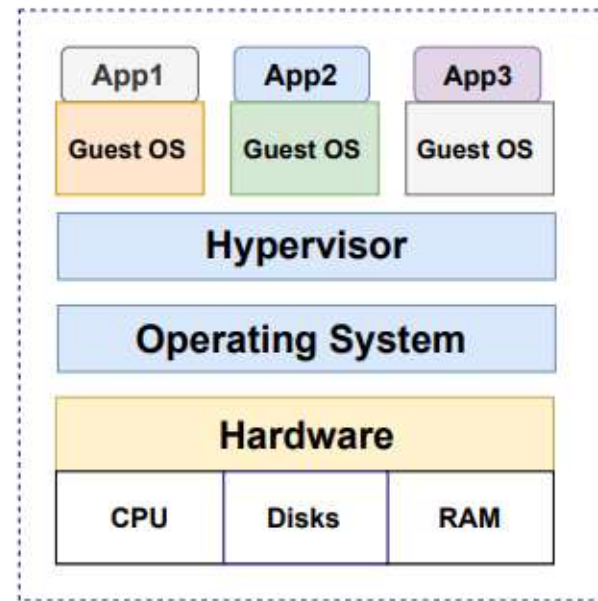 App1 App2 App3
Guest OS Guest OS Guest OS
Hypervisor
Operating System
Hardware
CPU Disks RAM